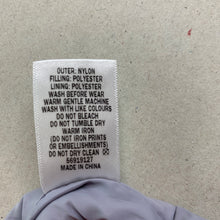 OUTER: NYLON
FILLING: POLYESTER
LINING: POLYESTER
WASH BEFORE WEAR
WARM GENTLE MACHINE
WASH WITH LIKE COLOURS
DO NOT BLEACH
DO NOT TUMBLE DRY
WARM IRON
(DO NOT IRON PRINTS
OR EMBELLISHMENTS)
DO NOT DRY CLEAN
56919127
MADE IN CHINA